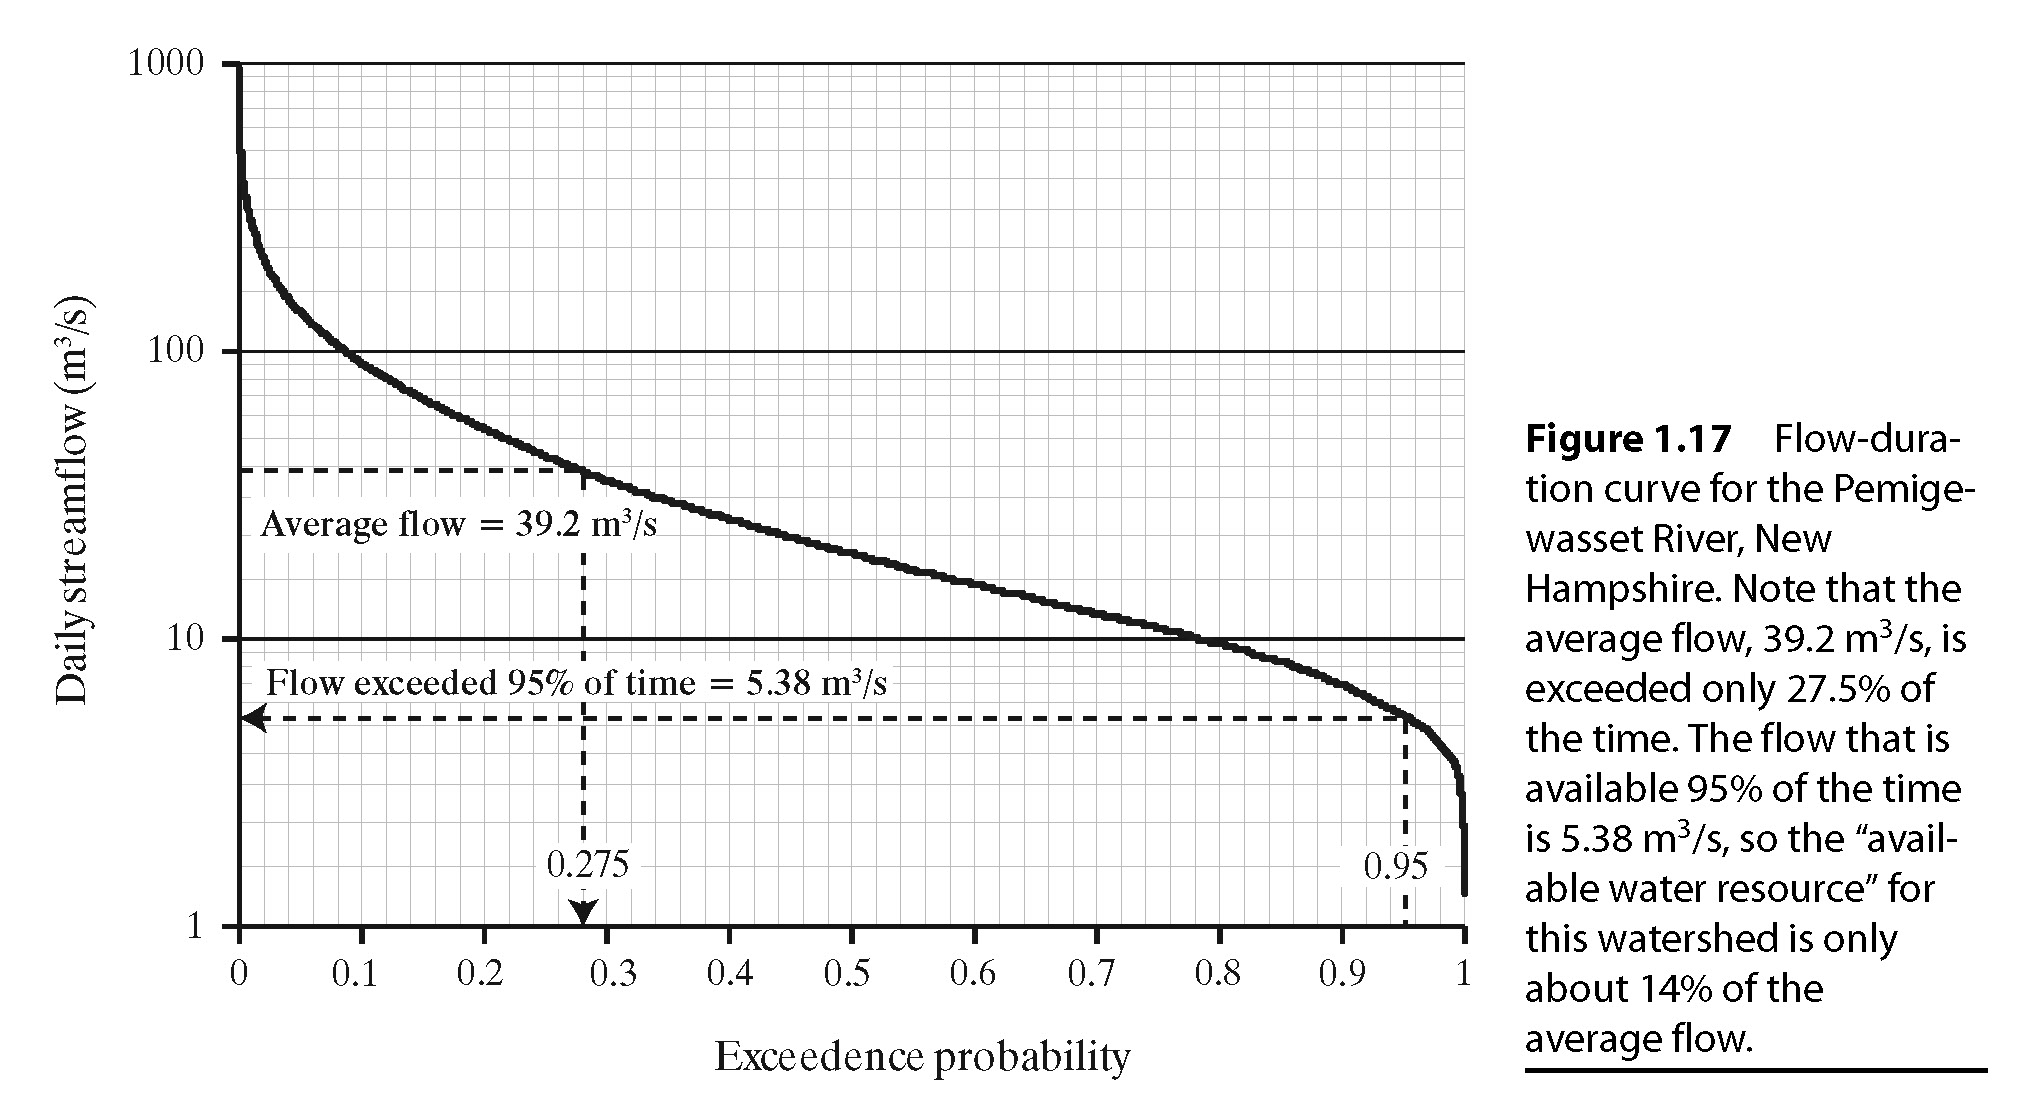 1000
100
10
1
Daily streamflow (m³/s)
Average flow = 39.2 m³/s
Flow exceeded 95% of time = 5.38 m³/s
0.275
0.95
0 0.1 0.2 0.3 0.4 0.5 0.6 0.7 0.8 0.9 1
Exceedence probability
Figure 1.17 Flow-dura-
tion curve for the Pemige-
wasset River, New
Hampshire. Note that the
average flow, 39.2 m³/s, is
exceeded only 27.5% of
the time. The flow that is
available 95% of the time
is 5.38 m³/s, so the “avail-
able water resource” for
this watershed is only
about 14% of the
average flow.